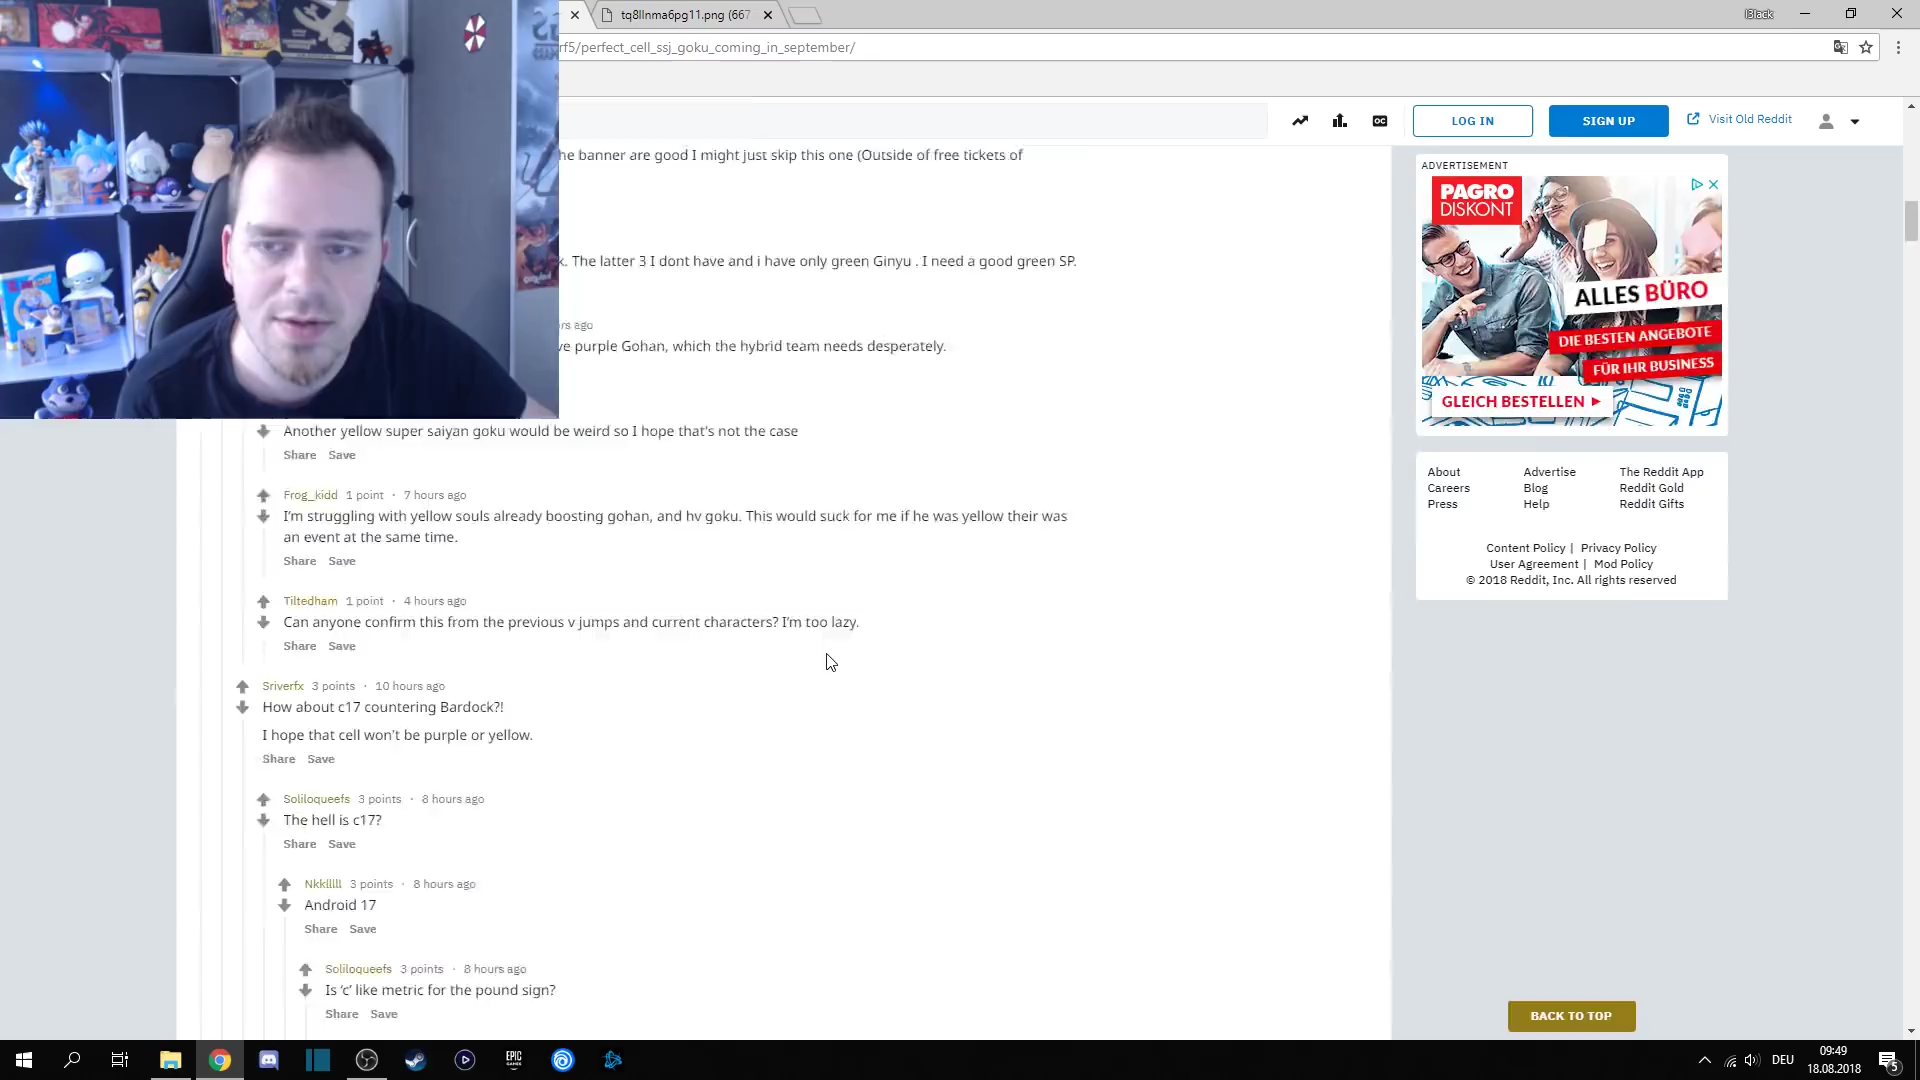 tq8llnma6pg11.png (667
l3lack
rf5/perfect_cell_ssj_goku_coming_in_september/
LOG IN
SIGN UP
Visit Old Reddit
he banner are good I might just skip this one (Outside of free tickets of
k. The latter 3 I dont have and i have only green Ginyu . I need a good green SP.
rs ago
ve purple Gohan, which the hybrid team needs desperately.
Another yellow super saiyan goku would be weird so I hope that's not the case
Share Save
Frog_kidd 1 point · 7 hours ago
I'm struggling with yellow souls already boosting gohan, and hv goku. This would suck for me if he was yellow their was
an event at the same time.
Share Save
Tiltedham 1 point · 4 hours ago
Can anyone confirm this from the previous v jumps and current characters? I'm too lazy.
Share Save
Sriverfx 3 points · 10 hours ago
How about c17 countering Bardock?!
I hope that cell won't be purple or yellow.
Share Save
Soliloqueefs 3 points · 8 hours ago
The hell is c17?
Share Save
Nkklllll 3 points · 8 hours ago
Android 17
Share Save
Soliloqueefs 3 points · 8 hours ago
Is 'c' like metric for the pound sign?
Share Save
ADVERTISEMENT
PAGRO
DISKONT
ALLES BÜRO
DIE BESTEN ANGEBOTE
FÜR IHR BUSINESS
GLEICH BESTELLEN
About Advertise The Reddit App
Careers Blog Reddit Gold
Press Help Reddit Gifts
Content Policy | Privacy Policy
User Agreement | Mod Policy
© 2018 Reddit, Inc. All rights reserved
BACK TO TOP
EPIC
GAMES
DEU
09:49
18.08.2018
5